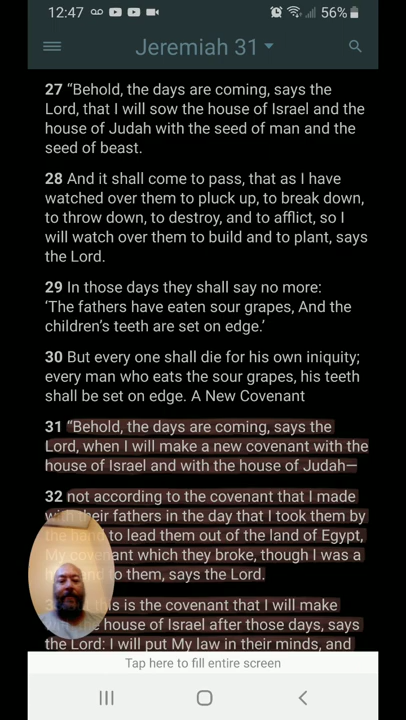 12:47
56%
Jeremiah 31
27 “Behold, the days are coming, says the
Lord, that I will sow the house of Israel and the
house of Judah with the seed of man and the
seed of beast.
28 And it shall come to pass, that as I have
watched over them to pluck up, to break down,
to throw down, to destroy, and to afflict, so I
will watch over them to build and to plant, says
the Lord.
29 In those days they shall say no more:
‘The fathers have eaten sour grapes, And the
children’s teeth are set on edge.’
30 But every one shall die for his own iniquity;
every man who eats the sour grapes, his teeth
shall be set on edge. A New Covenant
31 “Behold, the days are coming, says the
Lord, when I will make a new covenant with the
house of Israel and with the house of Judah—
32 not according to the covenant that I made
with their fathers in the day that I took them by
the hand to lead them out of the land of Egypt,
My covenant which they broke, though I was a
to them, says the Lord.
this is the covenant that I will make
house of Israel after those days, says
the Lord: I will put My law in their minds, and
Tap here to fill entire screen